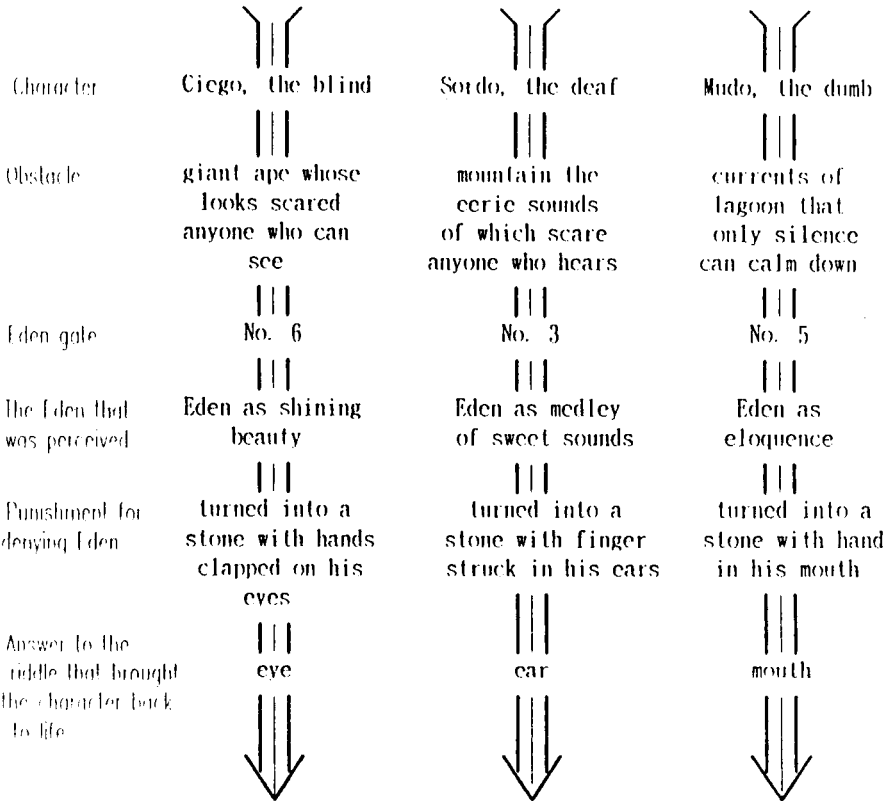 Character
Ciego, the blind
Sordo, the deaf
Mudo, the dumb
Obstacle
giant ape whose
looks scared
anyone who can
see
mountain the
eerie sounds
of which scare
anyone who hears
currents of
lagoon that
only silence
can calm down
Eden gate
No. 6
No. 3
No. 5
The Eden that
was perceived
Eden as shining
beauty
Eden as medley
of sweet sounds
Eden as
eloquence
Punishment for
denying Eden
turned into a
stone with hands
clapped on his
eyes
turned into a
stone with finger
struck in his ears
turned into a
stone with hand
in his mouth
Answer to the
riddle that brought
the character back
to life
eye
ear
mouth